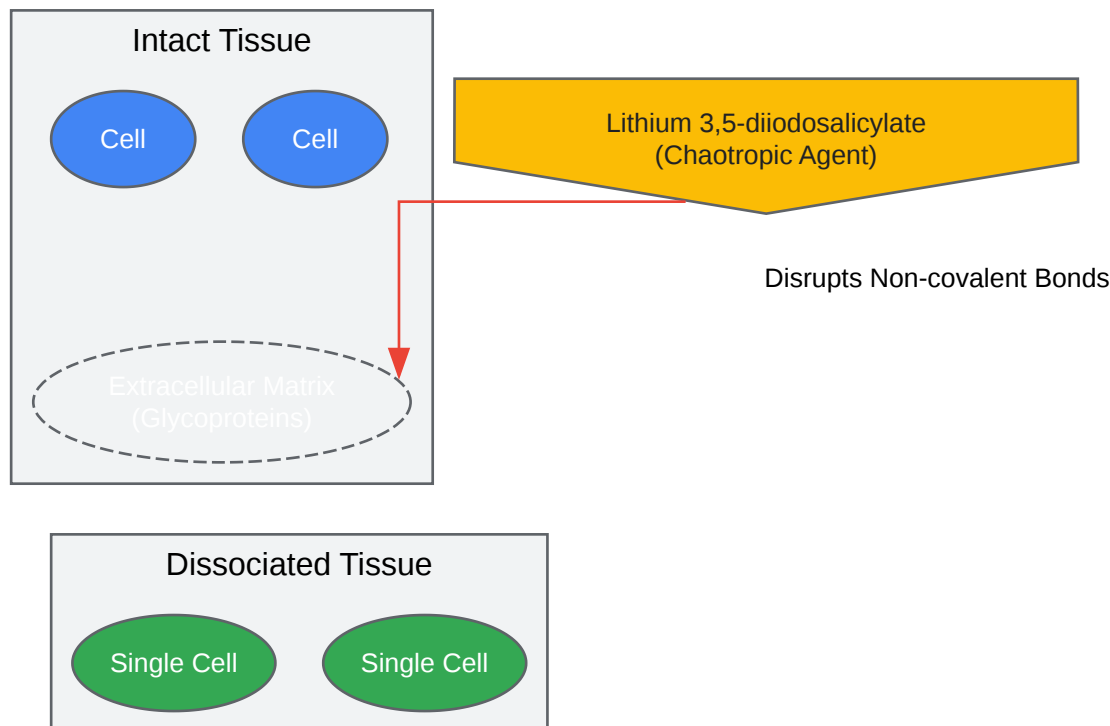 Intact Tissue
Cell
Cell
Lithium 3,5-diiodosalicylate
(Chaotropic Agent)
Disrupts Non-covalent Bonds
Extracellular Matrix
(Glycoproteins)
Dissociated Tissue
Single Cell
Single Cell